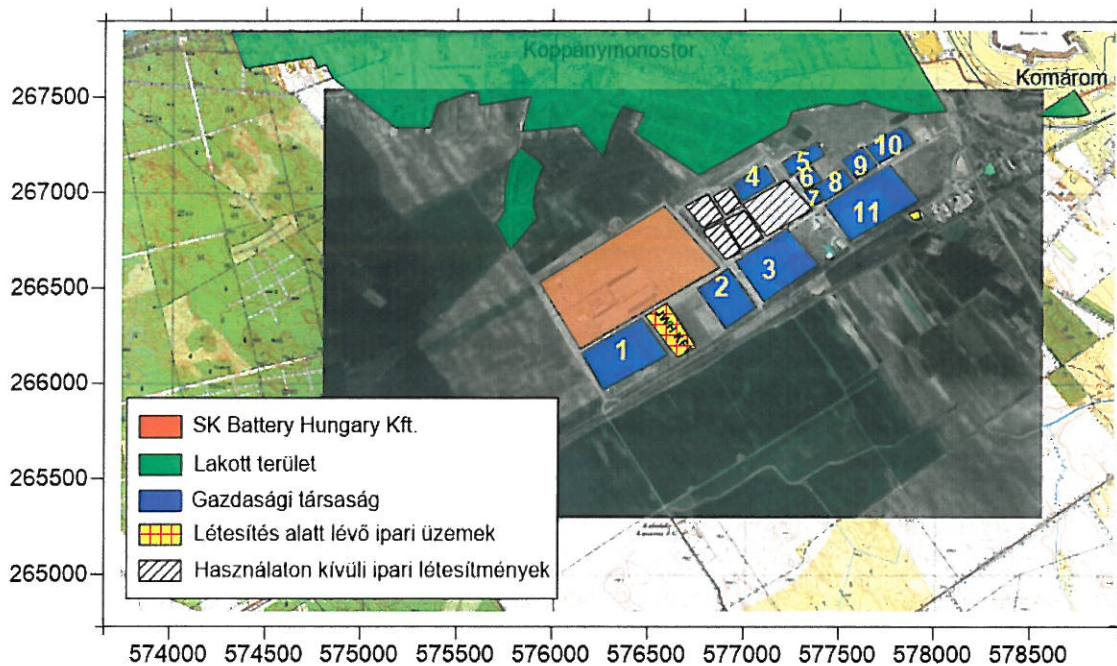 Koppánymonostor
Komárom
267500
267000
266500
266000
265500
265000
1
2
3
4
5
6
7
8
9
10
11
SK Battery Hungary Kft.
Lakott terület
Gazdasági társaság
Létesítés alatt lévő ipari üzemek
Használaton kívüli ipari létesítmények
574000 574500 575000 575500 576000 576500 577000 577500 578000 578500